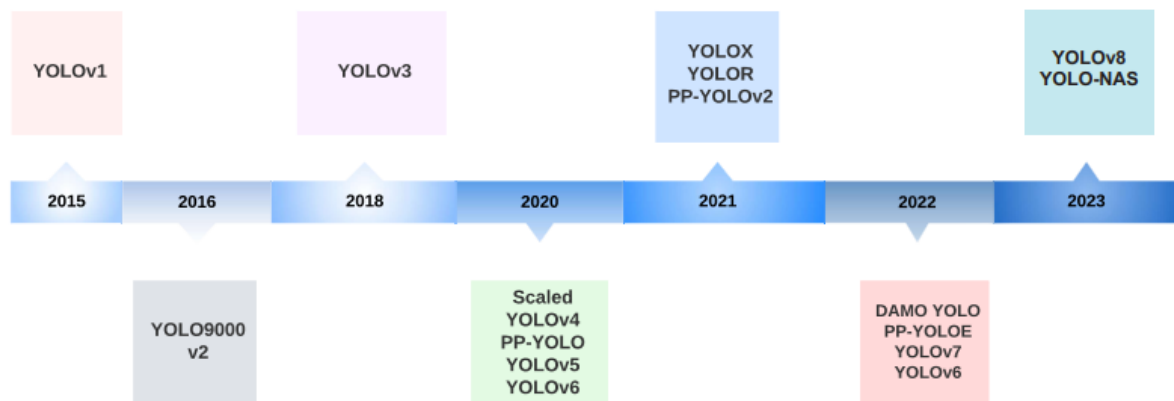 YOLOv1
YOLOv3
YOLOX
YOLOR
PP-YOLOv2
YOLOv8
YOLO-NAS
2015
2016
2018
2020
2021
2022
2023
YOLO9000
v2
Scaled
YOLOv4
PP-YOLO
YOLOv5
YOLOv6
DAMO YOLO
PP-YOLOE
YOLOv7
YOLOv6